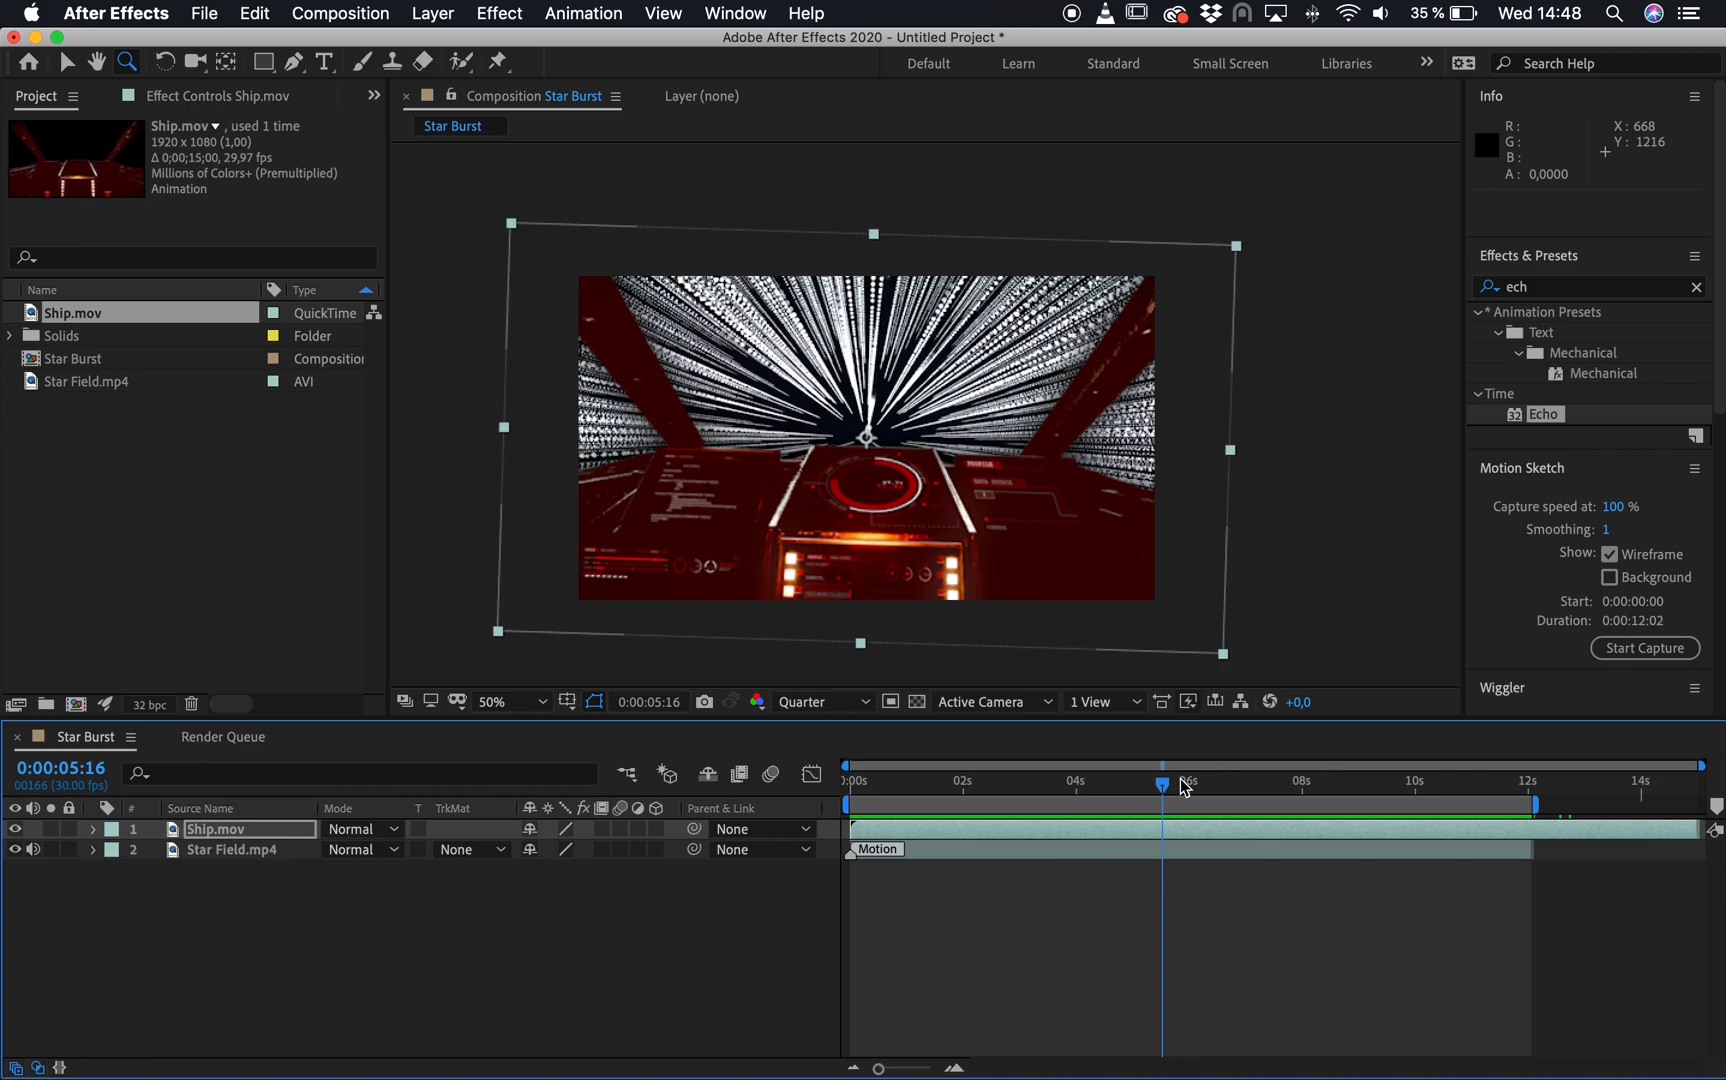 After Effects File Edit Composition Layer Effect Animation View Window Help 35 % Wed 14:48
Adobe After Effects 2020 - Untitled Project *
Default Learn Standard Small Screen Libraries Search Help
Project Effect Controls Ship.mov
Ship.mov , used 1 time
1920 x 1080 (1,00)
Δ 0;00;15;00, 29,97 fps
Millions of Colors+ (Premultiplied)
Animation
Name Type
Ship.mov QuickTime
Solids Folder
Star Burst Compositior
Star Field.mp4 AVI
32 bpc
Composition Star Burst Layer (none)
Star Burst
50% 0:00:05:16 Quarter Active Camera 1 View +0,0
Info
R: X: 668
G: Y: 1216
B:
A: 0,0000
Effects & Presets
ech
* Animation Presets
Text
Mechanical
Mechanical
Time
32 Echo
Motion Sketch
Capture speed at: 100 %
Smoothing: 1
Show: Wireframe
Background
Start: 0:00:00:00
Duration: 0:00:12:02
Start Capture
Wiggler
Star Burst Render Queue
0:00:05:16
00166 (30.00 fps)
0:00s 02s 04s 06s 08s 10s 12s 14s
# Source Name Mode T TrkMat Parent & Link
1 Ship.mov Normal None
2 Star Field.mp4 Normal None None
Motion